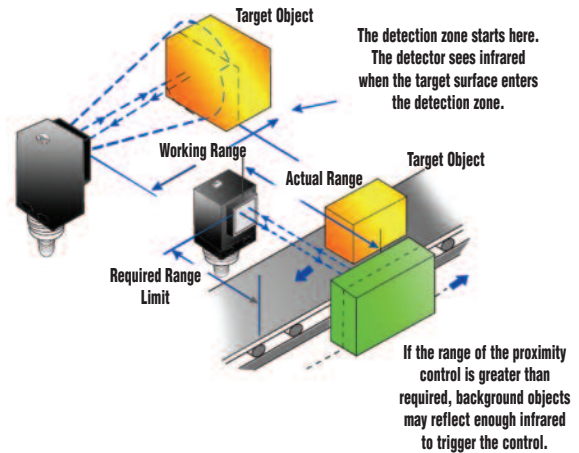 Target Object
The detection zone starts here.
The detector sees infrared
when the target surface enters
the detection zone.
Working Range
Target Object
Actual Range
Required Range
Limit
If the range of the proximity
control is greater than
required, background objects
may reflect enough infrared
to trigger the control.